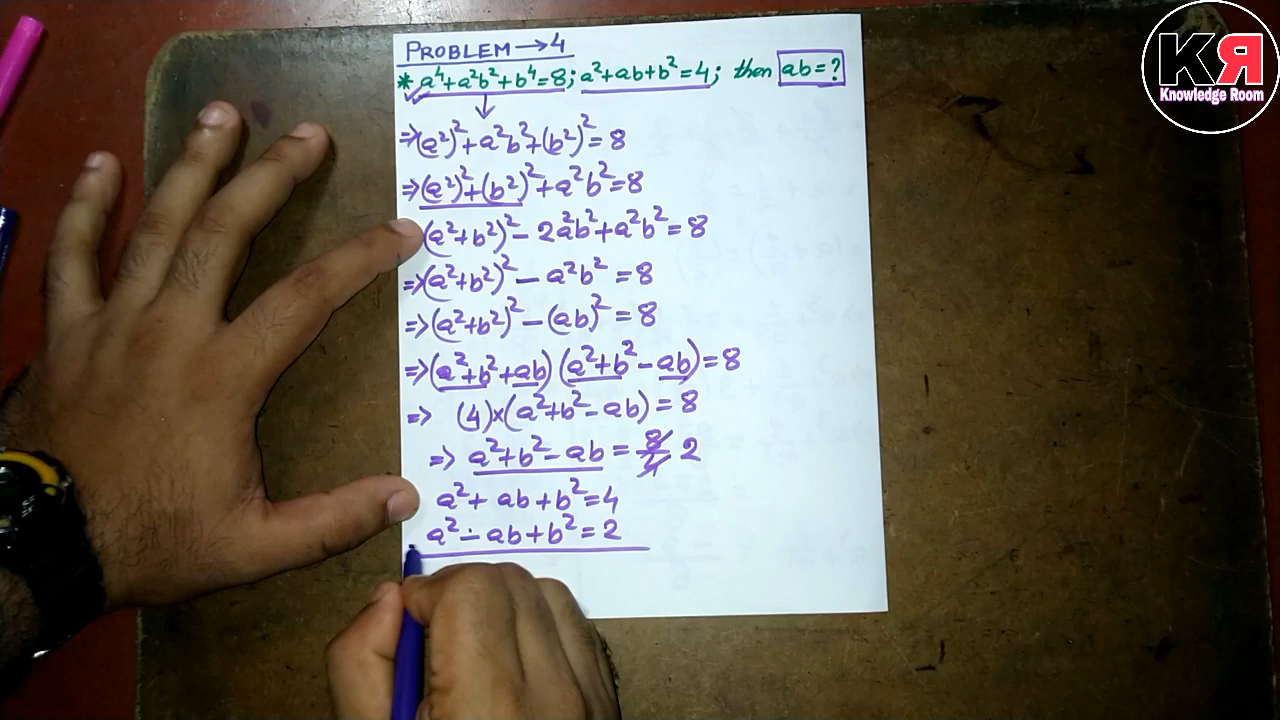 PROBLEM → 4
* a⁴+a²b²+b⁴=8; a²+ab+b²=4; then ab=?
⇒(a²)²+a²b²+(b²)²=8
⇒(a²)²+(b²)²+a²b²=8
(a²+b²)²-2a²b²+a²b²=8
⇒(a²+b²)²-a²b²=8
⇒(a²+b²)²-(ab)²=8
⇒(a²+b²+ab)(a²+b²-ab)=8
⇒ (4)×(a²+b²-ab)=8
⇒ a²+b²-ab=8/4 2
a²+ab+b²=4
a²-ab+b²=2
KЯ
Knowledge Room